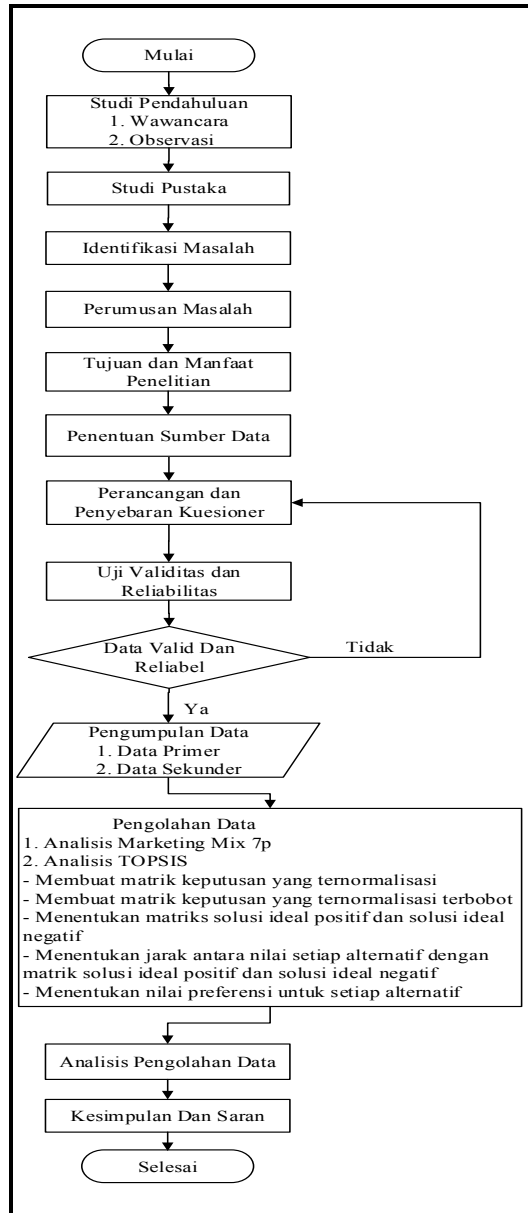 Mulai
Studi Pendahuluan
1. Wawancara
2. Observasi
Studi Pustaka
Identifikasi Masalah
Perumusan Masalah
Tujuan dan Manfaat
Penelitian
Penentuan Sumber Data
Perancangan dan
Penyebaran Kuesioner
Uji Validitas dan
Reliabilitas
Data Valid Dan
Reliabel
Tidak
Ya
Pengumpulan Data
1. Data Primer
2. Data Sekunder
Pengolahan Data
1. Analisis Marketing Mix 7p
2. Analisis TOPSIS
- Membuat matrik keputusan yang ternormalisasi
- Membuat matrik keputusan yang ternormalisasi terbobot
- Menentukan matriks solusi ideal positif dan solusi ideal
negatif
- Menentukan jarak antara nilai setiap alternatif dengan
matrik solusi ideal positif dan solusi ideal negatif
- Menentukan nilai preferensi untuk setiap alternatif
Analisis Pengolahan Data
Kesimpulan Dan Saran
Selesai